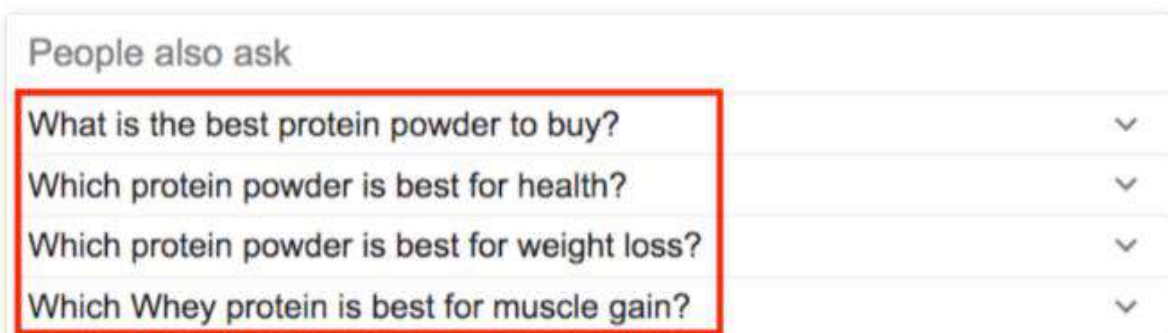 People also ask
What is the best protein powder to buy?
Which protein powder is best for health?
Which protein powder is best for weight loss?
Which Whey protein is best for muscle gain?